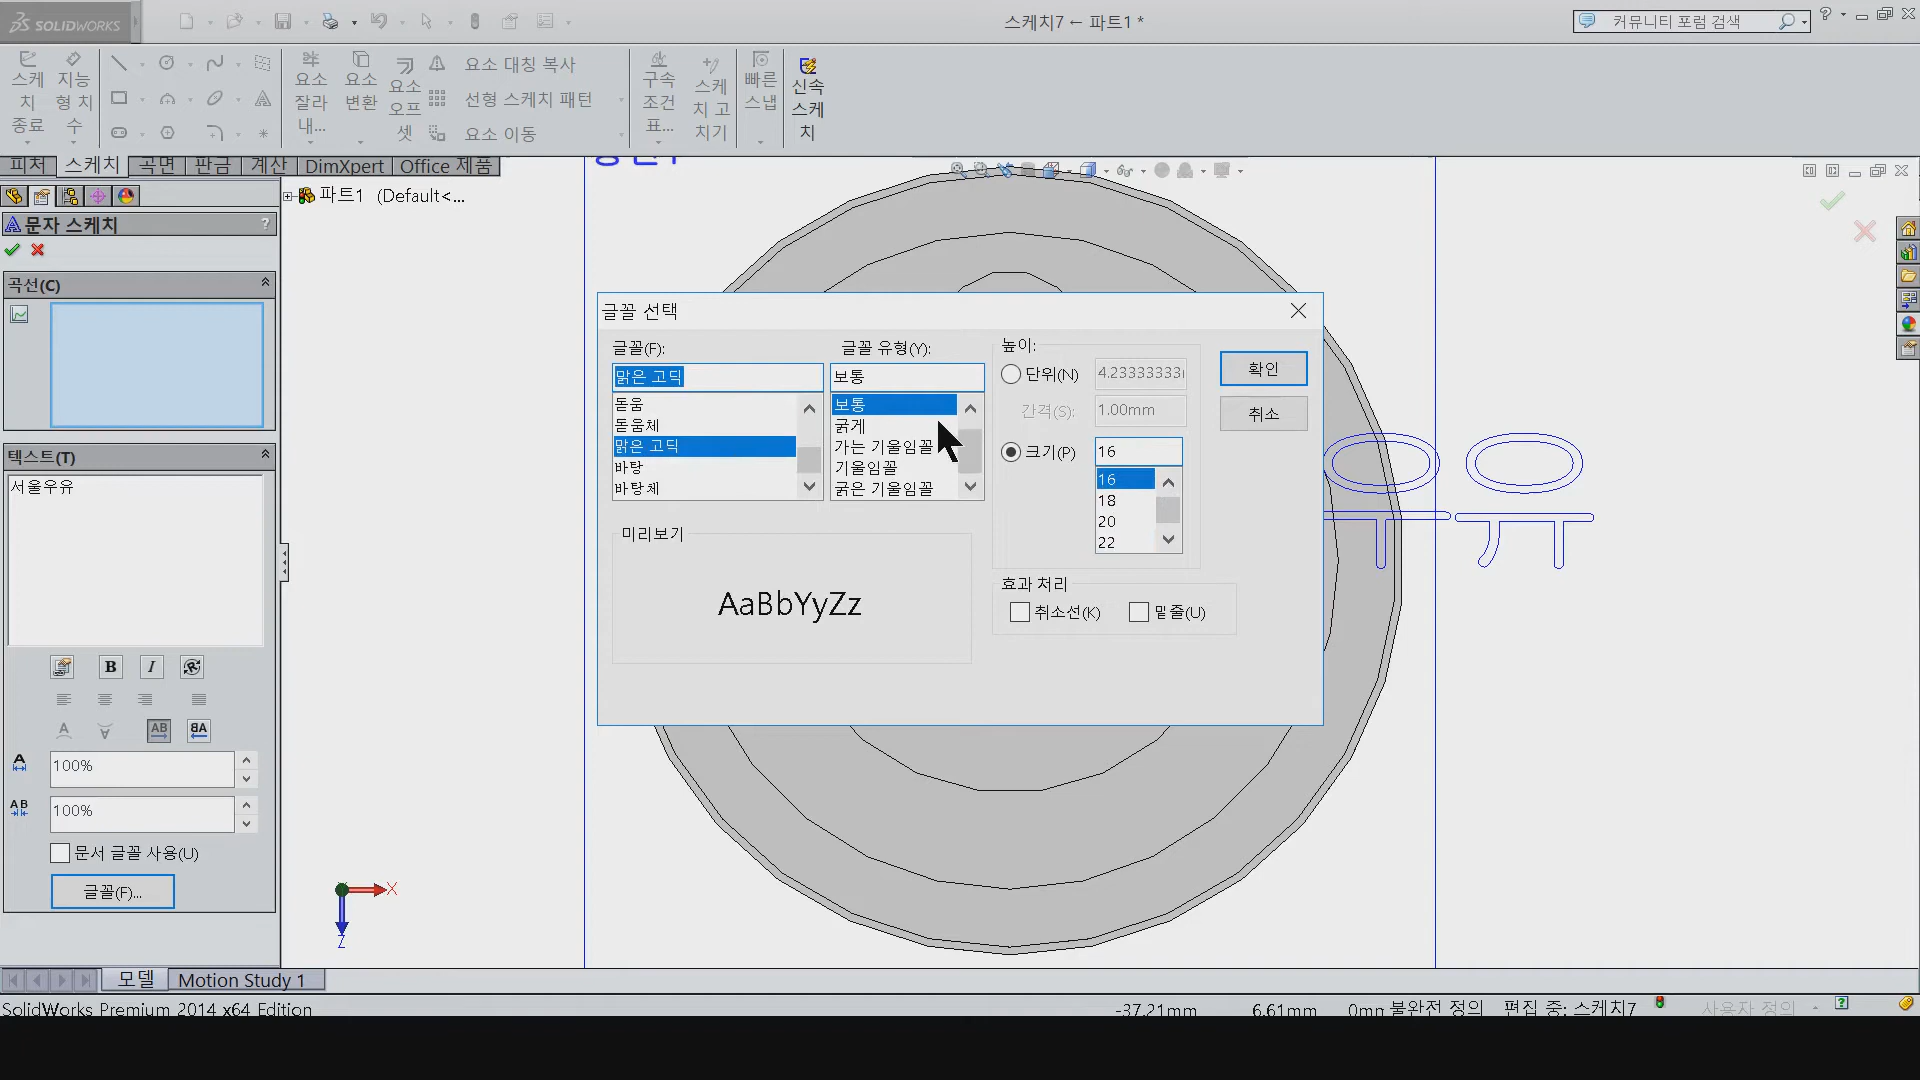 SOLIDWORKS
스케치7 ← 파트1 *
커뮤니티 포럼 검색
스케
치
종료
지능
형 치
수
요소
잘라
내...
요소
변환
요소
오프
셋
요소 대칭 복사
선형 스케치 패턴
요소 이동
구속
조건
표...
스케
치 고
치기
빠른
스냅
신속
스케
치
피처 스케치 곡면 판금 계산 DimXpert Office 제품
파트1 (Default<...
문자 스케치
곡선(C)
텍스트(T)
서울우유
B I
A A AB AB
A 100%
AB 100%
문서 글꼴 사용(U)
글꼴(F)...
글꼴 선택
글꼴(F):
맑은 고딕
돋움
돋움체
맑은 고딕
바탕
바탕체
글꼴 유형(Y):
보통
보통
굵게
가는 기울임꼴
기울임꼴
굵은 기울임꼴
높이:
단위(N) 4.23333333
간격(S): 1.00mm
크기(P) 16
16
18
20
22
확인
취소
미리보기
AaBbYyZz
효과 처리
취소선(K) 밑줄(U)
우유
X
Z
모델 Motion Study 1
SolidWorks Premium 2014 x64 Edition
-37.21mm 6.61mm 0mn 불완전 정의 편집 중: 스케치7 사용자 정의